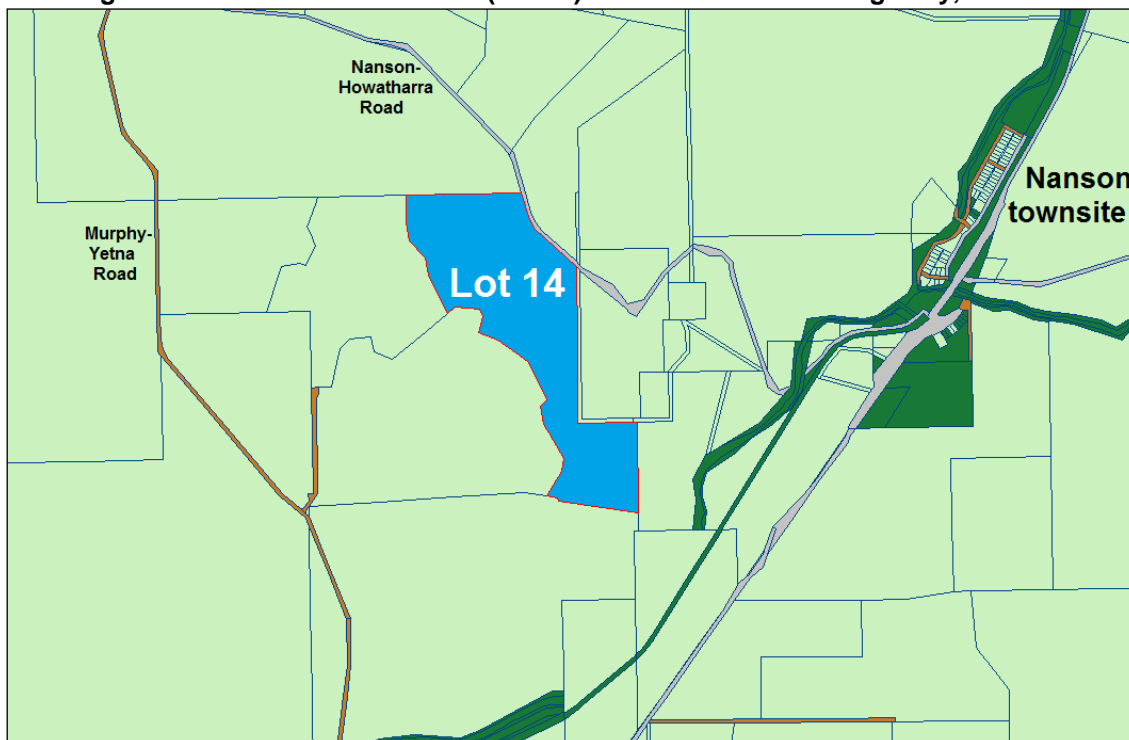 Nanson-
Howatharra
Road
Nanson
townsite
Murphy-
Yetna
Road
Lot 14